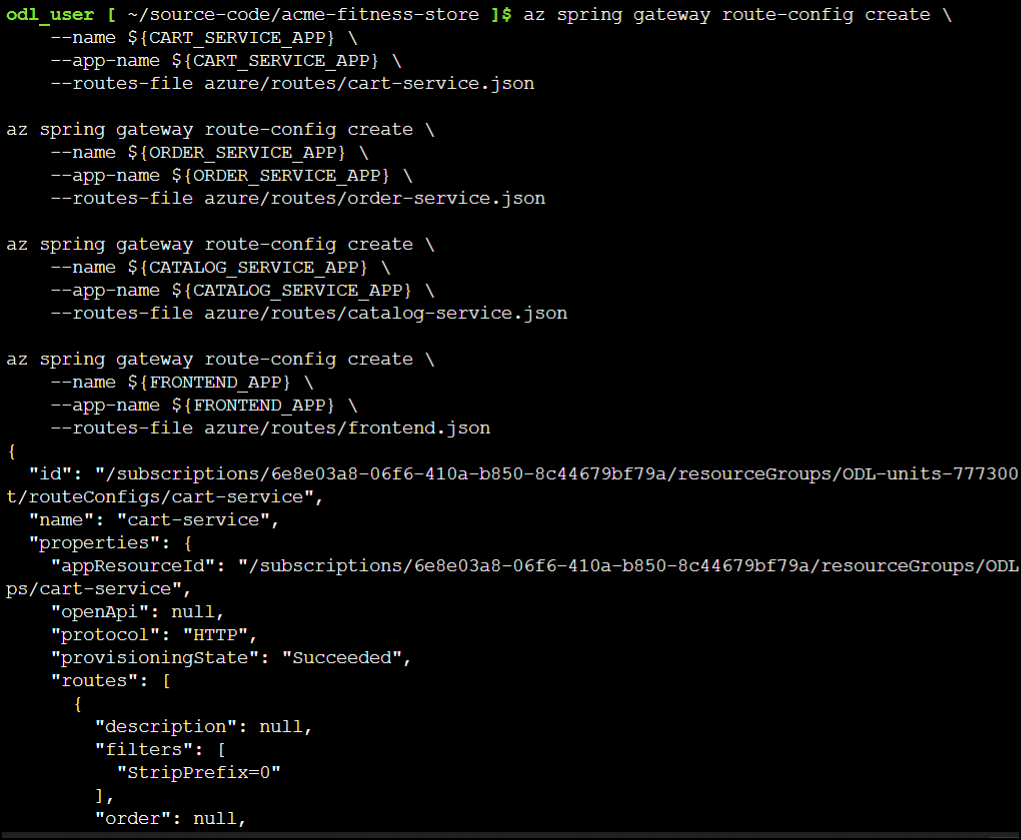 odl_user [ ~/source-code/acme-fitness-store ]$ az spring gateway route-config create \
    --name ${CART_SERVICE_APP} \
    --app-name ${CART_SERVICE_APP} \
    --routes-file azure/routes/cart-service.json

az spring gateway route-config create \
    --name ${ORDER_SERVICE_APP} \
    --app-name ${ORDER_SERVICE_APP} \
    --routes-file azure/routes/order-service.json

az spring gateway route-config create \
    --name ${CATALOG_SERVICE_APP} \
    --app-name ${CATALOG_SERVICE_APP} \
    --routes-file azure/routes/catalog-service.json

az spring gateway route-config create \
    --name ${FRONTEND_APP} \
    --app-name ${FRONTEND_APP} \
    --routes-file azure/routes/frontend.json
{
  "id": "/subscriptions/6e8e03a8-06f6-410a-b850-8c44679bf79a/resourceGroups/ODL-units-777300
t/routeConfigs/cart-service",
  "name": "cart-service",
  "properties": {
    "appResourceId": "/subscriptions/6e8e03a8-06f6-410a-b850-8c44679bf79a/resourceGroups/ODL
ps/cart-service",
    "openApi": null,
    "protocol": "HTTP",
    "provisioningState": "Succeeded",
    "routes": [
      {
        "description": null,
        "filters": [
          "StripPrefix=0"
        ],
        "order": null,